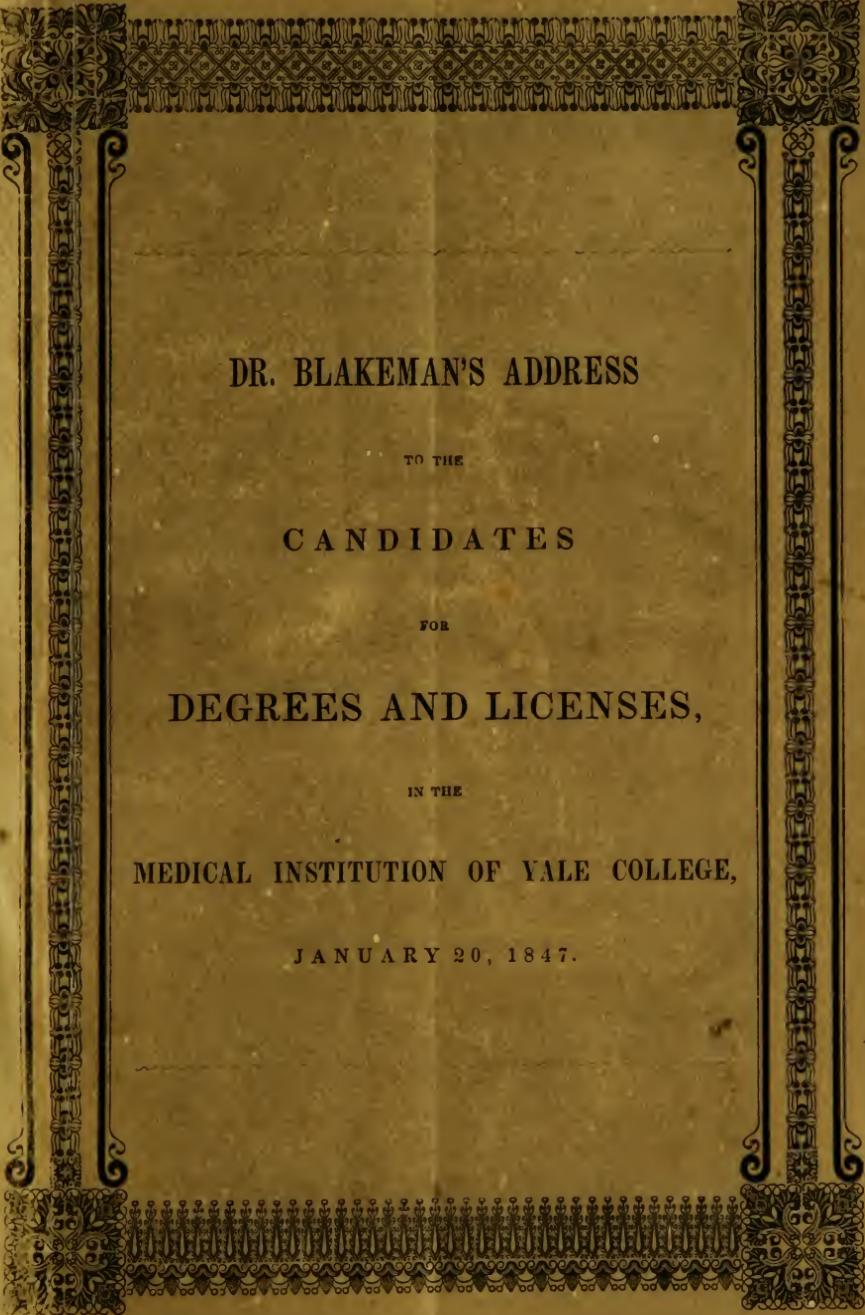 DR. BLAKEMAN'S ADDRESS
TO THE
CANDIDATES
FOR
DEGREES AND LICENSES,
IN THE
MEDICAL INSTITUTION OF YALE COLLEGE,
JANUARY 20, 1847.